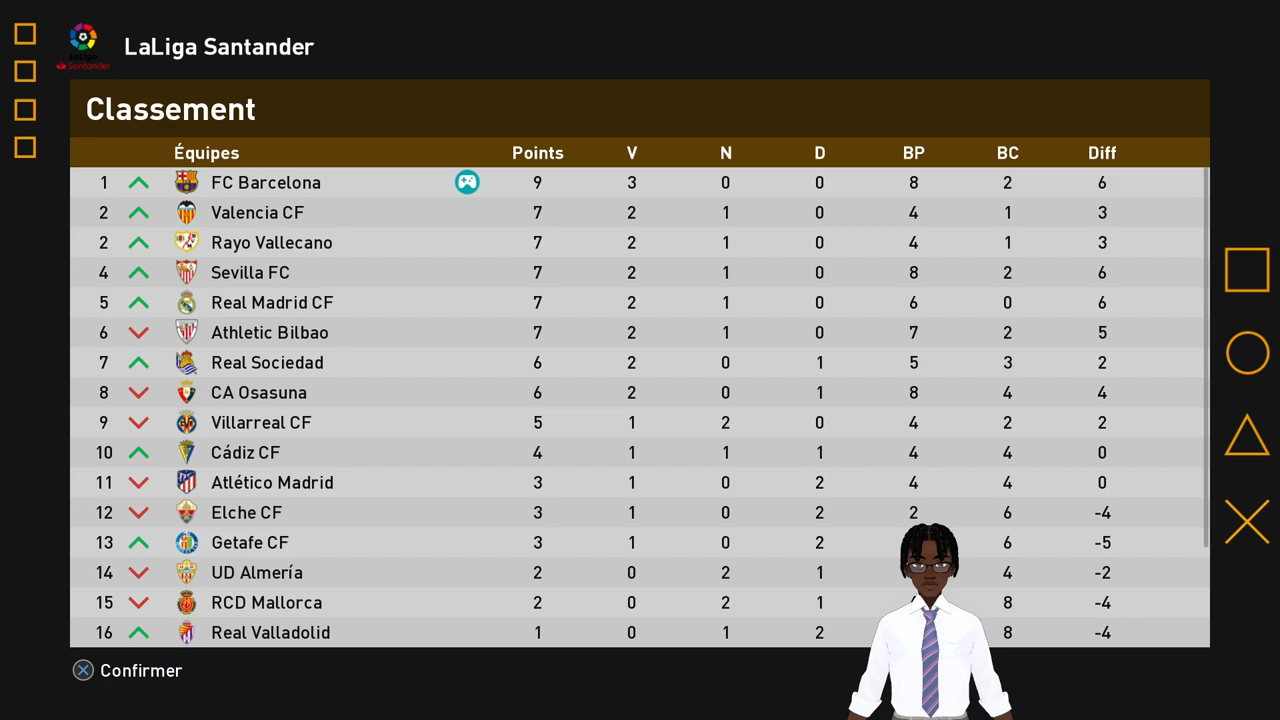 LaLiga Santander
Classement
Équipes Points V N D BP BC Diff
1 FC Barcelona 9 3 0 0 8 2 6
2 Valencia CF 7 2 1 0 4 1 3
2 Rayo Vallecano 7 2 1 0 4 1 3
4 Sevilla FC 7 2 1 0 8 2 6
5 Real Madrid CF 7 2 1 0 6 0 6
6 Athletic Bilbao 7 2 1 0 7 2 5
7 Real Sociedad 6 2 0 1 5 3 2
8 CA Osasuna 6 2 0 1 8 4 4
9 Villarreal CF 5 1 2 0 4 2 2
10 Cádiz CF 4 1 1 1 4 4 0
11 Atlético Madrid 3 1 0 2 4 4 0
12 Elche CF 3 1 0 2 2 6 -4
13 Getafe CF 3 1 0 2 6 -5
14 UD Almería 2 0 2 1 4 -2
15 RCD Mallorca 2 0 2 1 8 -4
16 Real Valladolid 1 0 1 2 8 -4
Confirmer